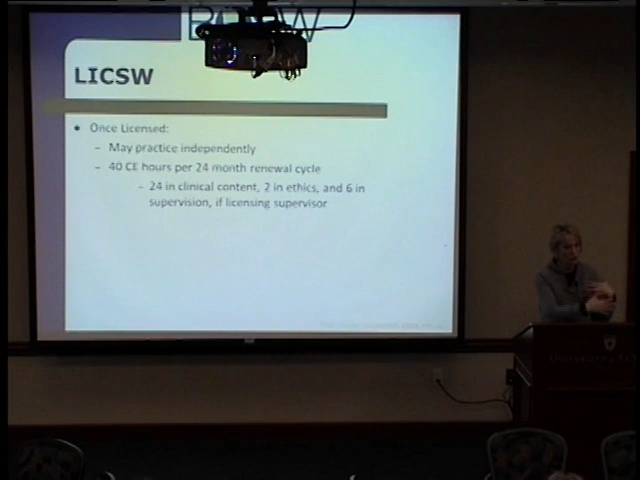 LICSW
• Once Licensed:
– May practice independently
– 40 CE hours per 24 month renewal cycle
– 24 in clinical content, 2 in ethics, and 6 in
supervision, if licensing supervisor